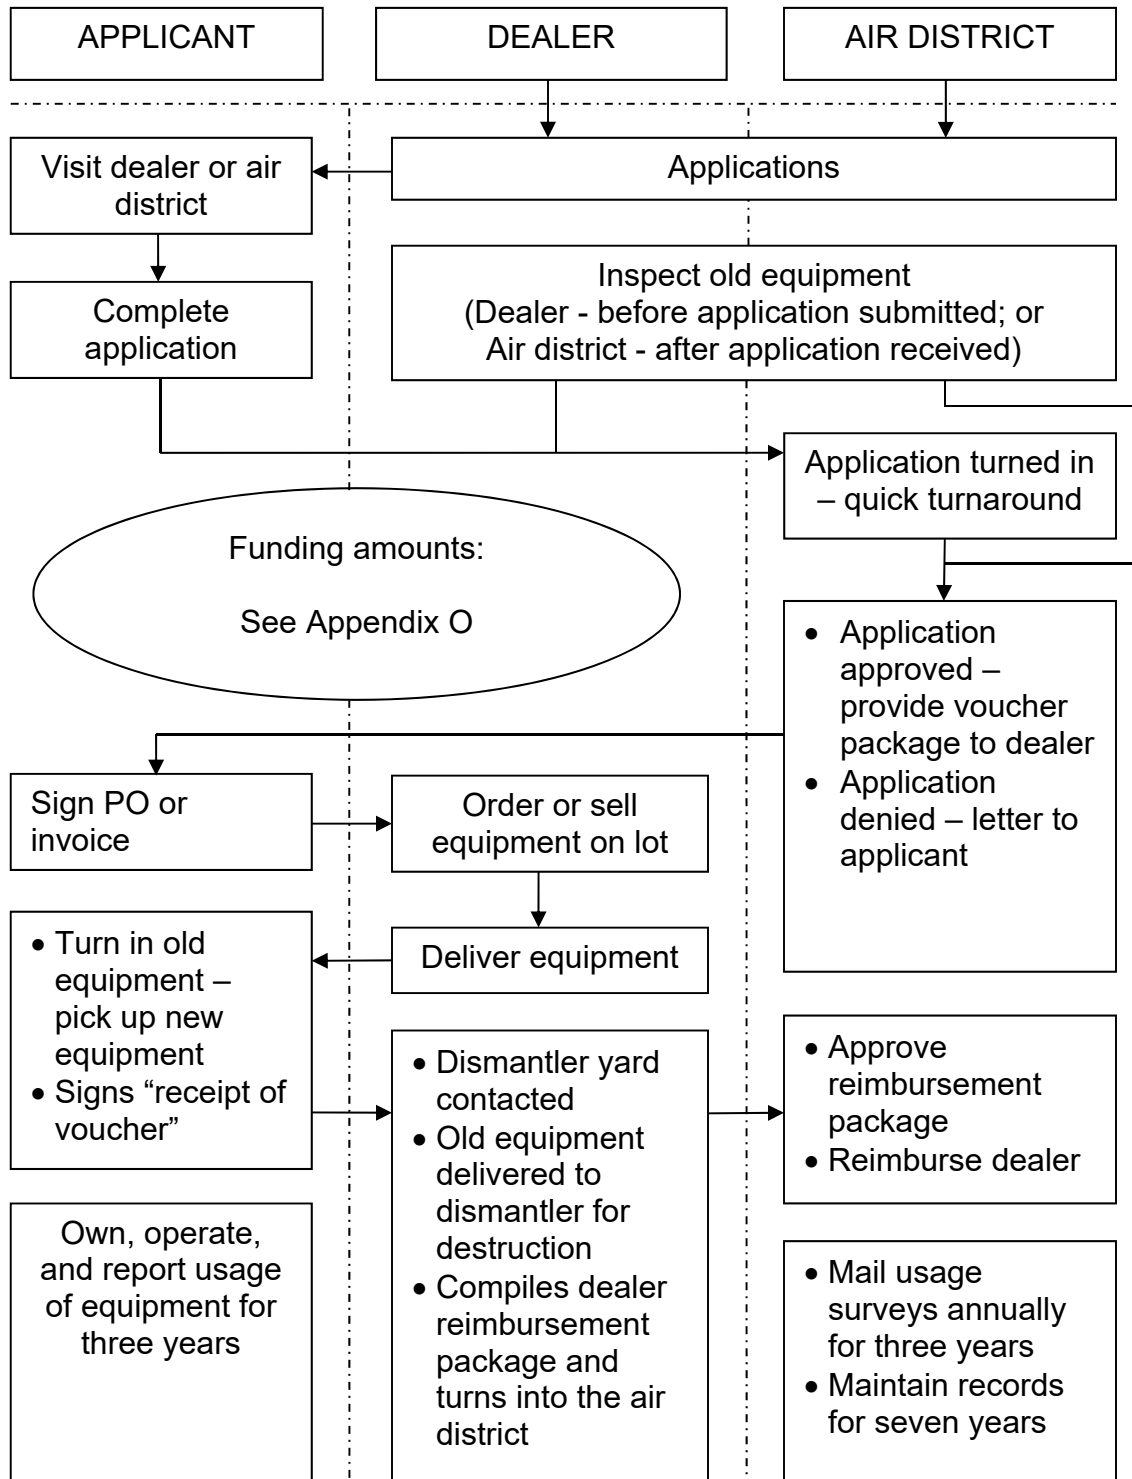 APPLICANT
DEALER
AIR DISTRICT
Visit dealer or air
district
Applications
Complete
application
Inspect old equipment
(Dealer - before application submitted; or
Air district - after application received)
Application turned in
– quick turnaround
Funding amounts:
See Appendix O
• Application
approved –
provide voucher
package to dealer
• Application
denied – letter to
applicant
Sign PO or
invoice
Order or sell
equipment on lot
Deliver equipment
• Turn in old
equipment –
pick up new
equipment
• Signs “receipt of
voucher”
• Dismantler yard
contacted
• Old equipment
delivered to
dismantler for
destruction
• Compiles dealer
reimbursement
package and
turns into the air
district
• Approve
reimbursement
package
• Reimburse dealer
Own, operate,
and report usage
of equipment for
three years
• Mail usage
surveys annually
for three years
• Maintain records
for seven years